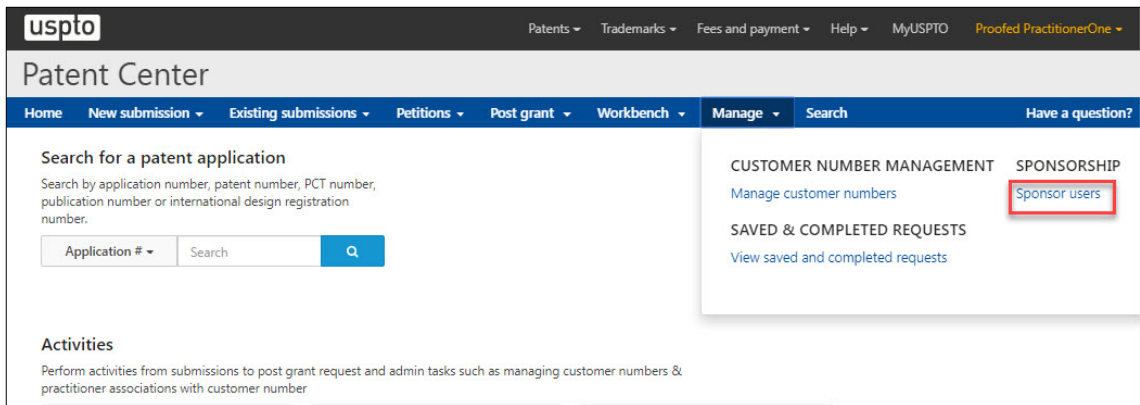 uspto
Patents Trademarks Fees and payment Help MyUSPTO Proofed PractitionerOne
Patent Center
Home New submission Existing submissions Petitions Post grant Workbench Manage Search Have a question?
Search for a patent application
Search by application number, patent number, PCT number,
publication number or international design registration
number.
Application # Search
CUSTOMER NUMBER MANAGEMENT SPONSORSHIP
Manage customer numbers Sponsor users
SAVED & COMPLETED REQUESTS
View saved and completed requests
Activities
Perform activities from submissions to post grant request and admin tasks such as managing customer numbers &
practitioner associations with customer number